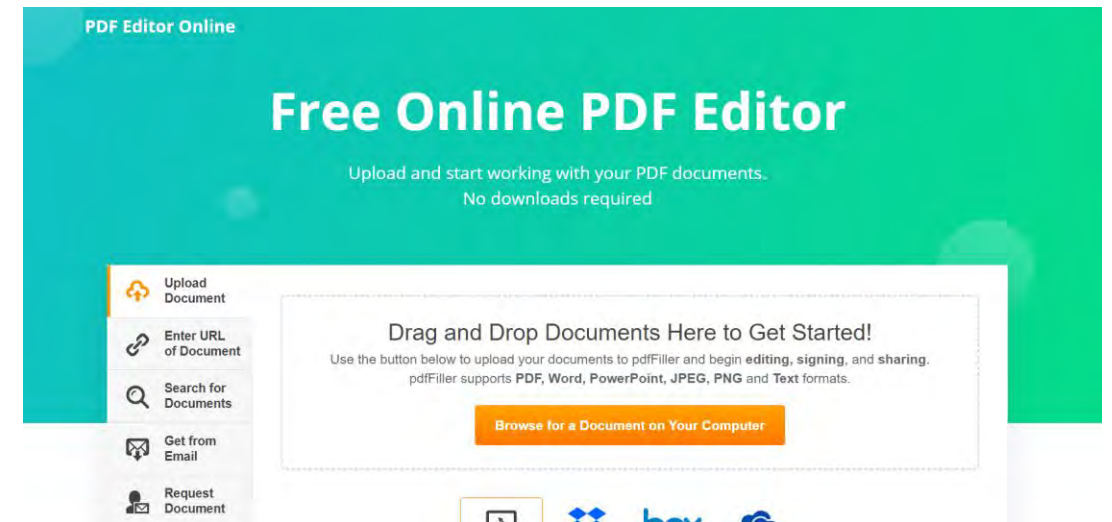 PDF Editor Online
Free Online PDF Editor
Upload and start working with your PDF documents.
No downloads required
Upload
Document
Enter URL
of Document
Search for
Documents
Get from
Email
Request
Document
Drag and Drop Documents Here to Get Started!
Use the button below to upload your documents to pdfFiller and begin editing, signing, and sharing.
pdfFiller supports PDF, Word, PowerPoint, JPEG, PNG and Text formats.
Browse for a Document on Your Computer